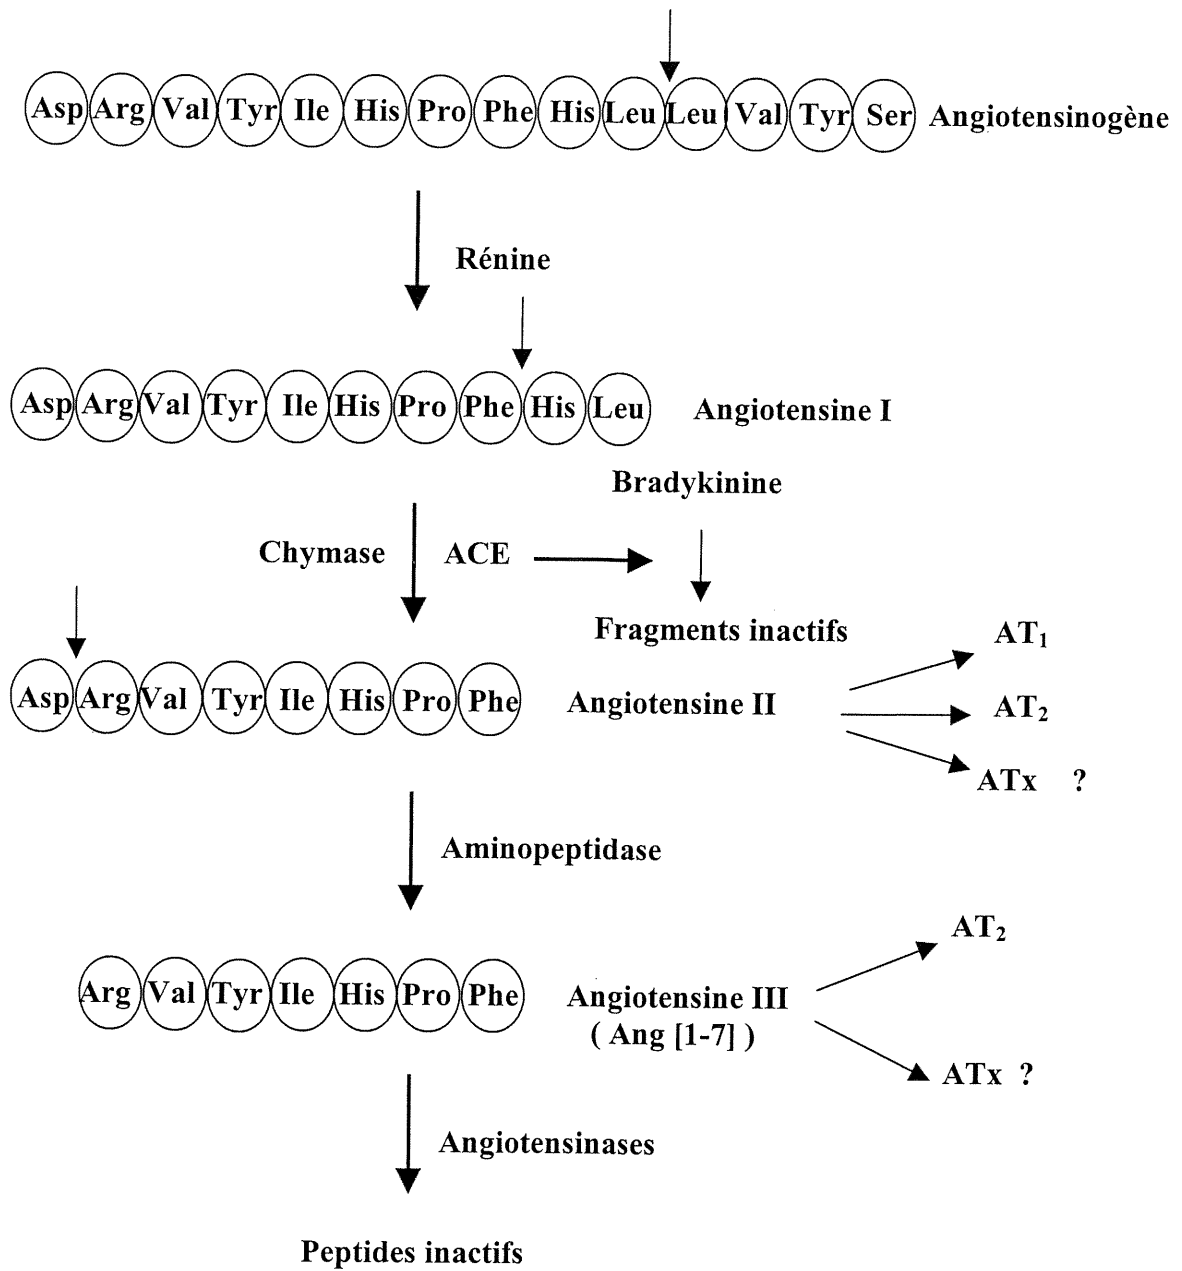 Asp Arg Val Tyr Ile His Pro Phe His Leu Leu Val Tyr Ser Angiotensinogène
Rénine
Asp Arg Val Tyr Ile His Pro Phe His Leu Angiotensine I
Bradykinine
Chymase ACE
Fragments inactifs
AT1
Asp Arg Val Tyr Ile His Pro Phe Angiotensine II
AT2
ATx ?
Aminopeptidase
AT2
Arg Val Tyr Ile His Pro Phe Angiotensine III
( Ang [1-7] )
ATx ?
Angiotensinases
Peptides inactifs